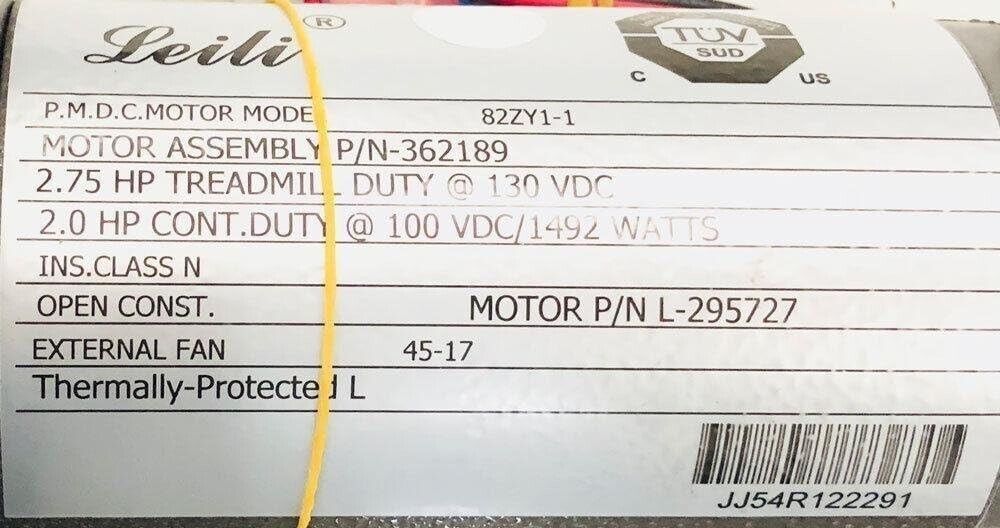 Leili ®
TÜV
SUD
C US
P.M.D.C.MOTOR MODE 82ZY1-1
MOTOR ASSEMBLY P/N-362189
2.75 HP TREADMILL DUTY @ 130 VDC
2.0 HP CONT.DUTY @ 100 VDC/1492 WATTS
INS.CLASS N
OPEN CONST. MOTOR P/N L-295727
EXTERNAL FAN 45-17
Thermally-Protected L
JJ54R122291